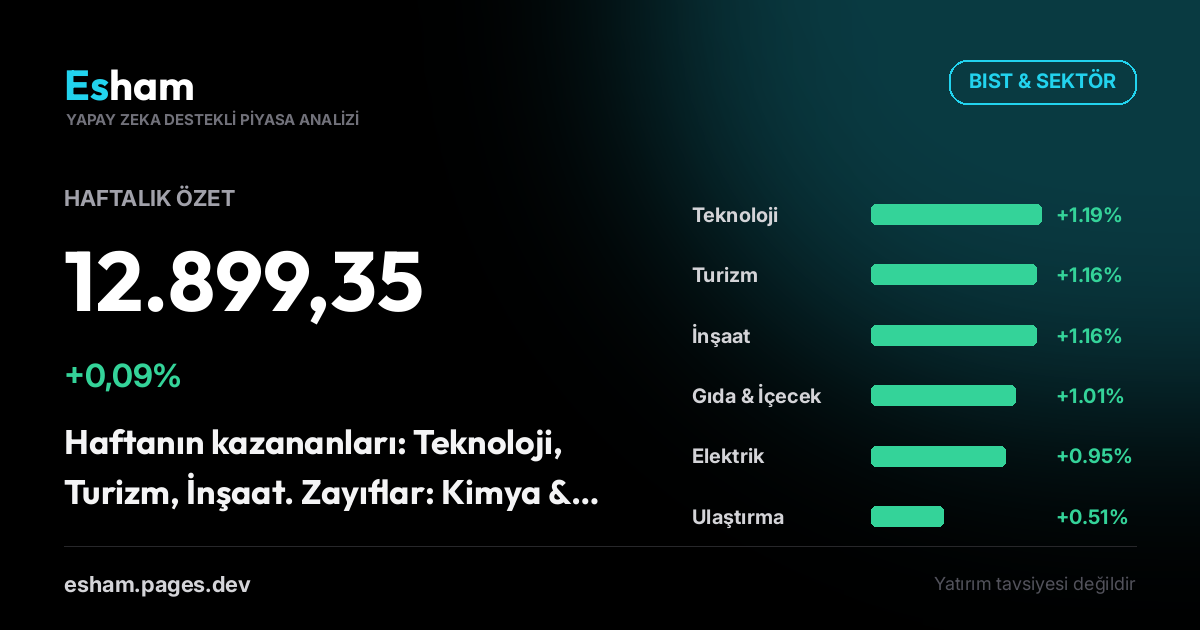 Esham
YAPAY ZEKA DESTEKLİ PİYASA ANALİZİ
BIST & SEKTÖR
HAFTALIK ÖZET
12.899,35
+0,09%
Haftanın kazananları: Teknoloji,
Turizm, İnşaat. Zayıflar: Kimya &...
Teknoloji +1.19%
Turizm +1.16%
İnşaat +1.16%
Gıda & İçecek +1.01%
Elektrik +0.95%
Ulaştırma +0.51%
esham.pages.dev
Yatırım tavsiyesi değildir